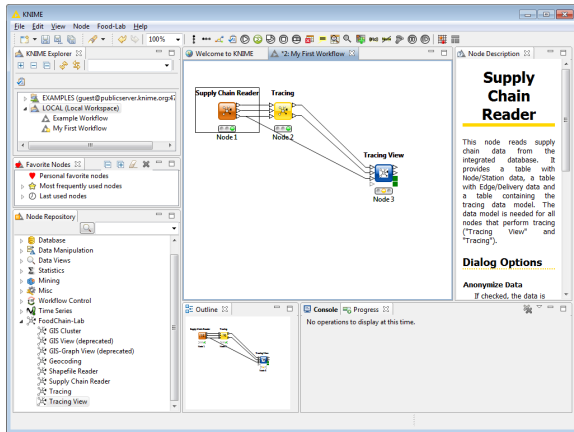 KNIME
File Edit View Node Food-Lab Node Help
100%
KNIME Explorer
EXAMPLES (guest@publicserver.knime.org:47
LOCAL (Local Workspace)
Example Workflow
My First Workflow
Favorite Nodes
Personal favorite nodes
Most frequently used nodes
Last used nodes
Node Repository
Database
Data Manipulation
Data Views
Statistics
Mining
Misc
Workflow Control
Time Series
FoodChain-Lab
GIS Cluster
GIS View (deprecated)
GIS-Graph View (deprecated)
Geocoding
Shapefile Reader
Supply Chain Reader
Tracing
Tracing View
Welcome to KNIME
*2: My First Workflow
Supply Chain Reader
Tracing
Node 1
Node 2
Tracing View
Node 3
Outline
Console
Progress
No operations to display at this time.
Node Description
Supply
Chain
Reader
This node reads supply
chain data from the
integrated database. It
provides a table with
Node/Station data, a table
with Edge/Delivery data and
a table containing the
tracing data model. The
data model is needed for all
nodes that perform tracing
("Tracing View" and
"Tracing").
Dialog Options
Anonymize Data
If checked, the data is